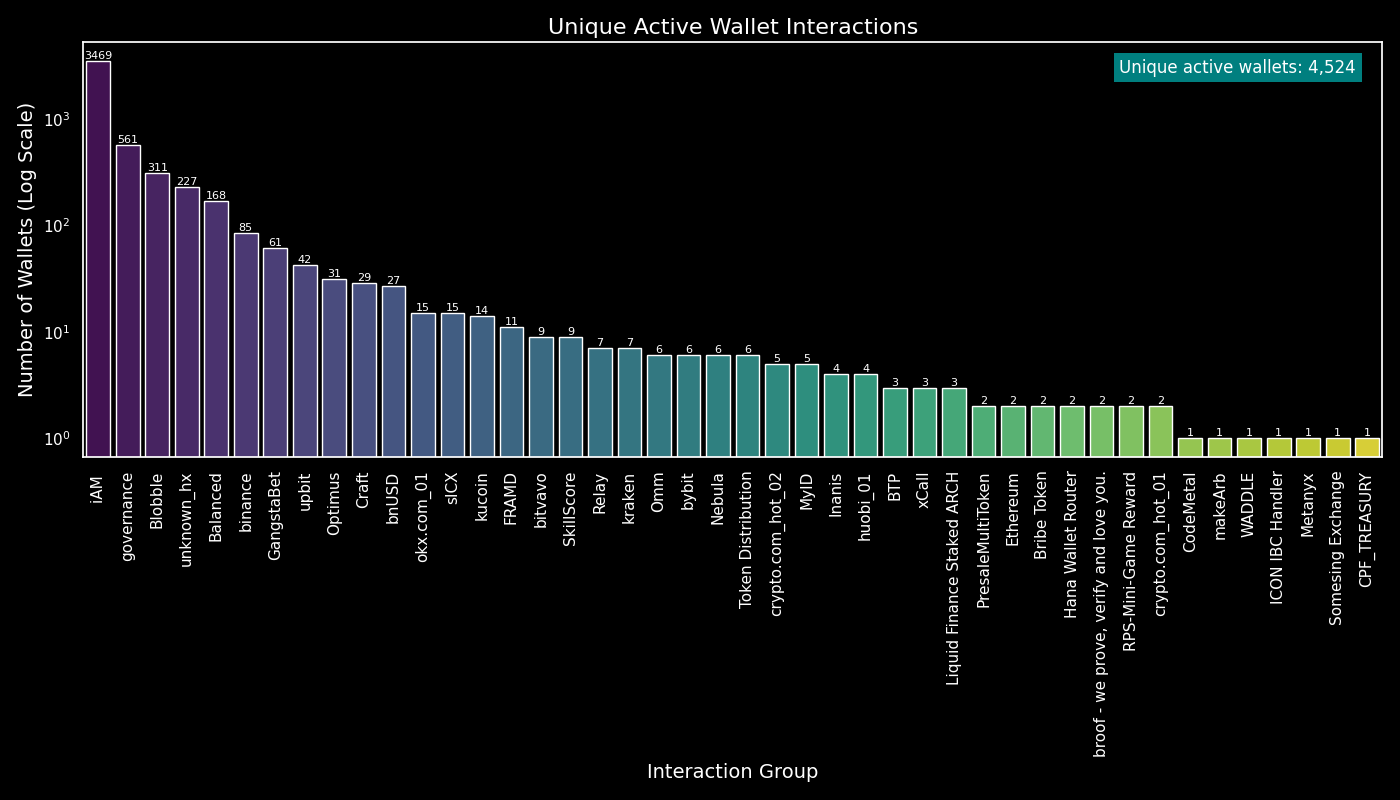 Unique Active Wallet Interactions
Unique active wallets: 4,524
Number of Wallets (Log Scale)
10³
10²
10¹
10⁰
3469
561
311
227
168
85
61
42
31
29
27
15
15
14
11
9
9
7
7
6
6
6
6
5
5
4
4
3
3
3
2
2
2
2
2
2
2
1
1
1
1
1
1
1
iAM
governance
Blobble
unknown_hx
Balanced
binance
GangstaBet
upbit
Optimus
Craft
bnUSD
okx.com_01
sICX
kucoin
FRAMD
bitvavo
SkillScore
Relay
kraken
Omm
bybit
Nebula
Token Distribution
crypto.com_hot_02
MyID
Inanis
huobi_01
BTP
xCall
Liquid Finance Staked ARCH
PresaleMultiToken
Ethereum
Bribe Token
Hana Wallet Router
broof - we prove, verify and love you.
RPS-Mini-Game Reward
crypto.com_hot_01
CodeMetal
makeArb
WADDLE
ICON IBC Handler
Metanyx
Somesing Exchange
CPF_TREASURY
Interaction Group